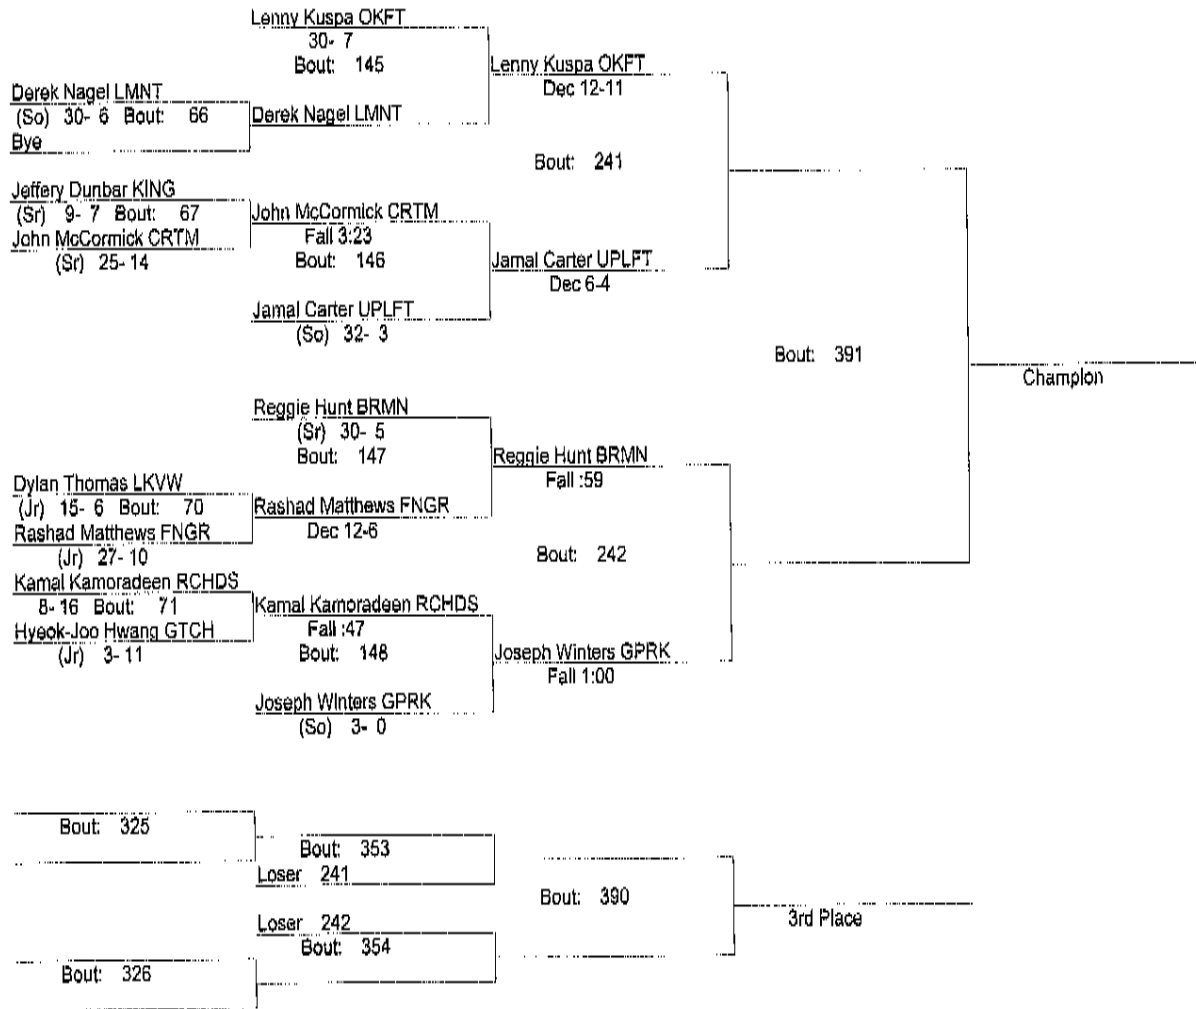 Lenny Kuspa OKFT
30- 7
Bout: 145
Lenny Kuspa OKFT
Dec 12-11
Derek Nagel LMNT
(So) 30- 6 Bout: 66
Derek Nagel LMNT
Bye
Bout: 241
Jeffery Dunbar KING
(Sr) 9- 7 Bout: 67
John McCormick CRTM
John McCormick CRTM
Fall 3:23
(Sr) 25- 14
Bout: 146
Jamal Carter UPLFT
Dec 6-4
Jamal Carter UPLFT
(So) 32- 3
Bout: 391
Champion
Reggie Hunt BRMN
(Sr) 30- 5
Bout: 147
Reggie Hunt BRMN
Fall :59
Dylan Thomas LKVW
(Jr) 15- 6 Bout: 70
Rashad Matthews FNGR
Dec 12-6
Rashad Matthews FNGR
(Jr) 27- 10
Bout: 242
Kamal Kamoradeen RCHDS
8- 16 Bout: 71
Kamal Kamoradeen RCHDS
Fall :47
Hyeok-Joo Hwang GTCH
(Jr) 3- 11
Bout: 148
Joseph Winters GPRK
Fall 1:00
Joseph Winters GPRK
(So) 3- 0
Bout: 325
Bout: 353
Loser 241
Bout: 390
3rd Place
Loser 242
Bout: 354
Bout: 326